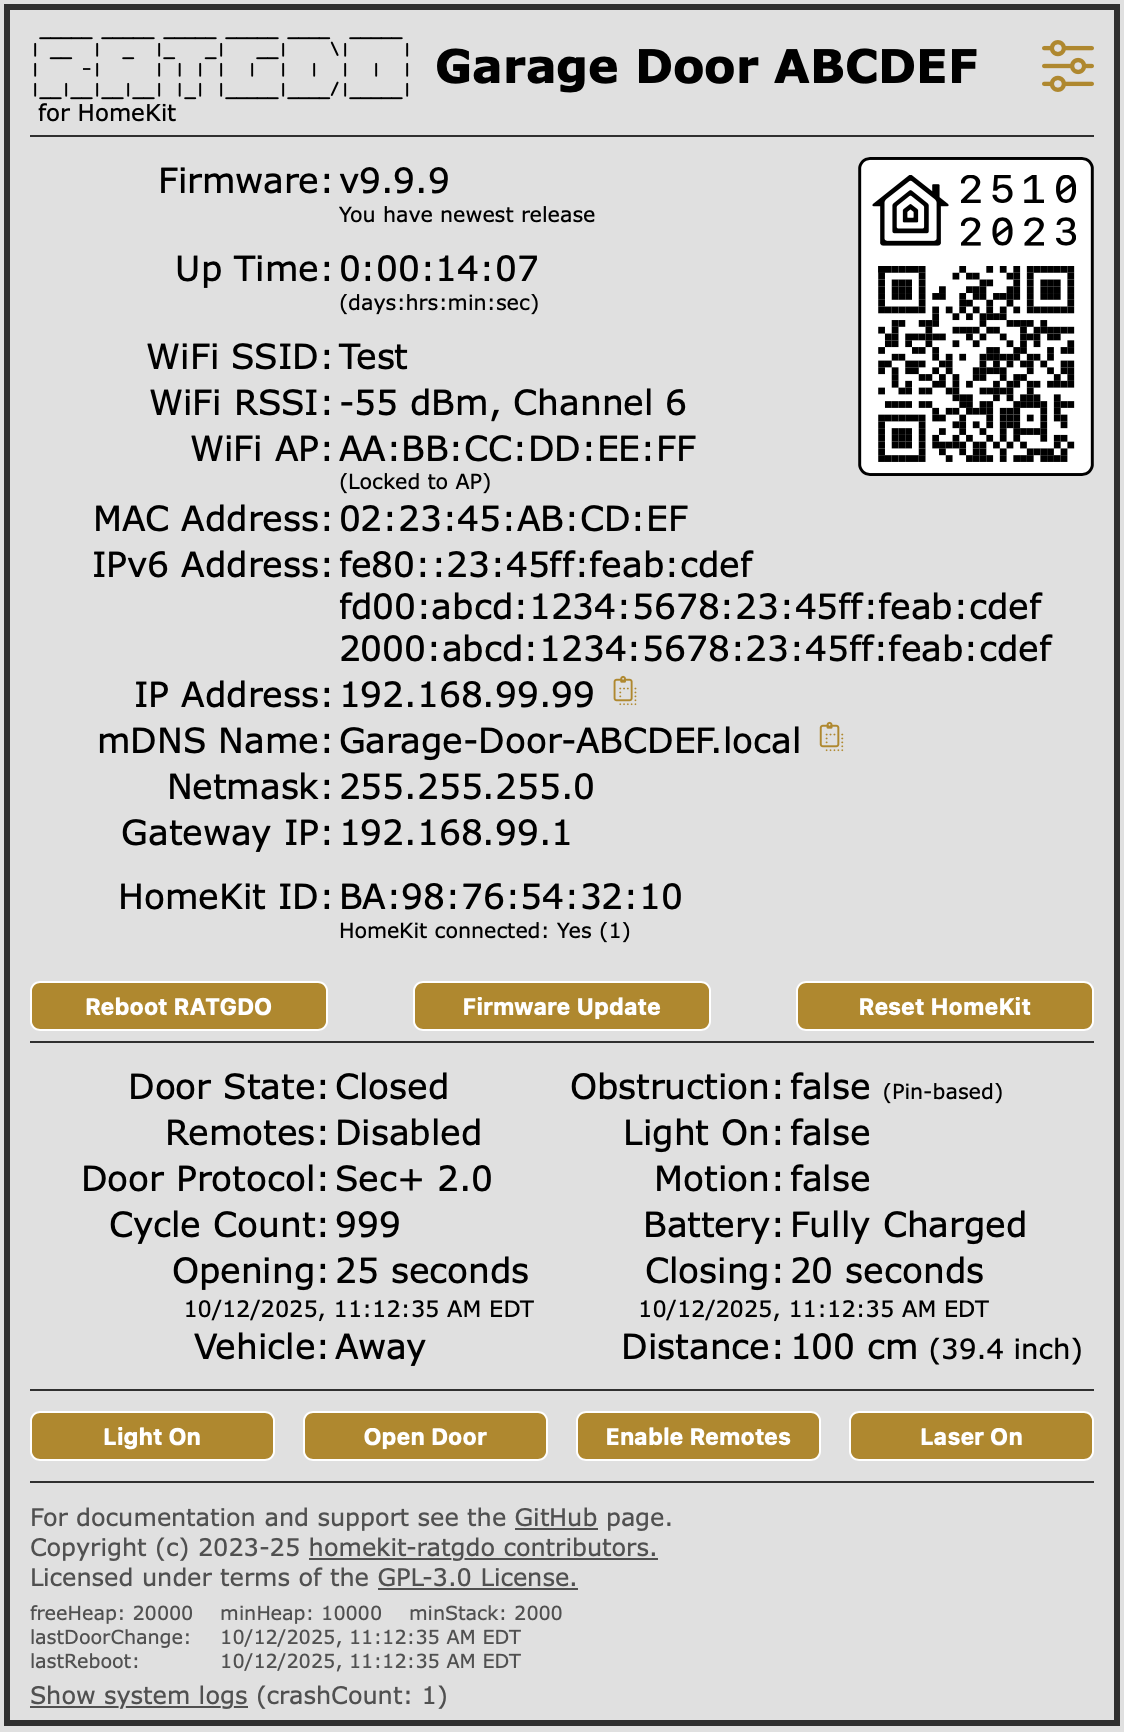 RATGDO
for HomeKit
Garage Door ABCDEF
Firmware: v9.9.9
You have newest release
Up Time: 0:00:14:07
(days:hrs:min:sec)
WiFi SSID: Test
WiFi RSSI: -55 dBm, Channel 6
WiFi AP: AA:BB:CC:DD:EE:FF
(Locked to AP)
MAC Address: 02:23:45:AB:CD:EF
IPv6 Address: fe80::23:45ff:feab:cdef
fd00:abcd:1234:5678:23:45ff:feab:cdef
2000:abcd:1234:5678:23:45ff:feab:cdef
IP Address: 192.168.99.99
mDNS Name: Garage-Door-ABCDEF.local
Netmask: 255.255.255.0
Gateway IP: 192.168.99.1
HomeKit ID: BA:98:76:54:32:10
HomeKit connected: Yes (1)
2510
2023
Reboot RATGDO
Firmware Update
Reset HomeKit
Door State: Closed
Obstruction: false (Pin-based)
Remotes: Disabled
Light On: false
Door Protocol: Sec+ 2.0
Motion: false
Cycle Count: 999
Battery: Fully Charged
Opening: 25 seconds
Closing: 20 seconds
10/12/2025, 11:12:35 AM EDT
10/12/2025, 11:12:35 AM EDT
Vehicle: Away
Distance: 100 cm (39.4 inch)
Light On
Open Door
Enable Remotes
Laser On
For documentation and support see the GitHub page.
Copyright (c) 2023-25 homekit-ratgdo contributors.
Licensed under terms of the GPL-3.0 License.
freeHeap: 20000 minHeap: 10000 minStack: 2000
lastDoorChange: 10/12/2025, 11:12:35 AM EDT
lastReboot: 10/12/2025, 11:12:35 AM EDT
Show system logs (crashCount: 1)